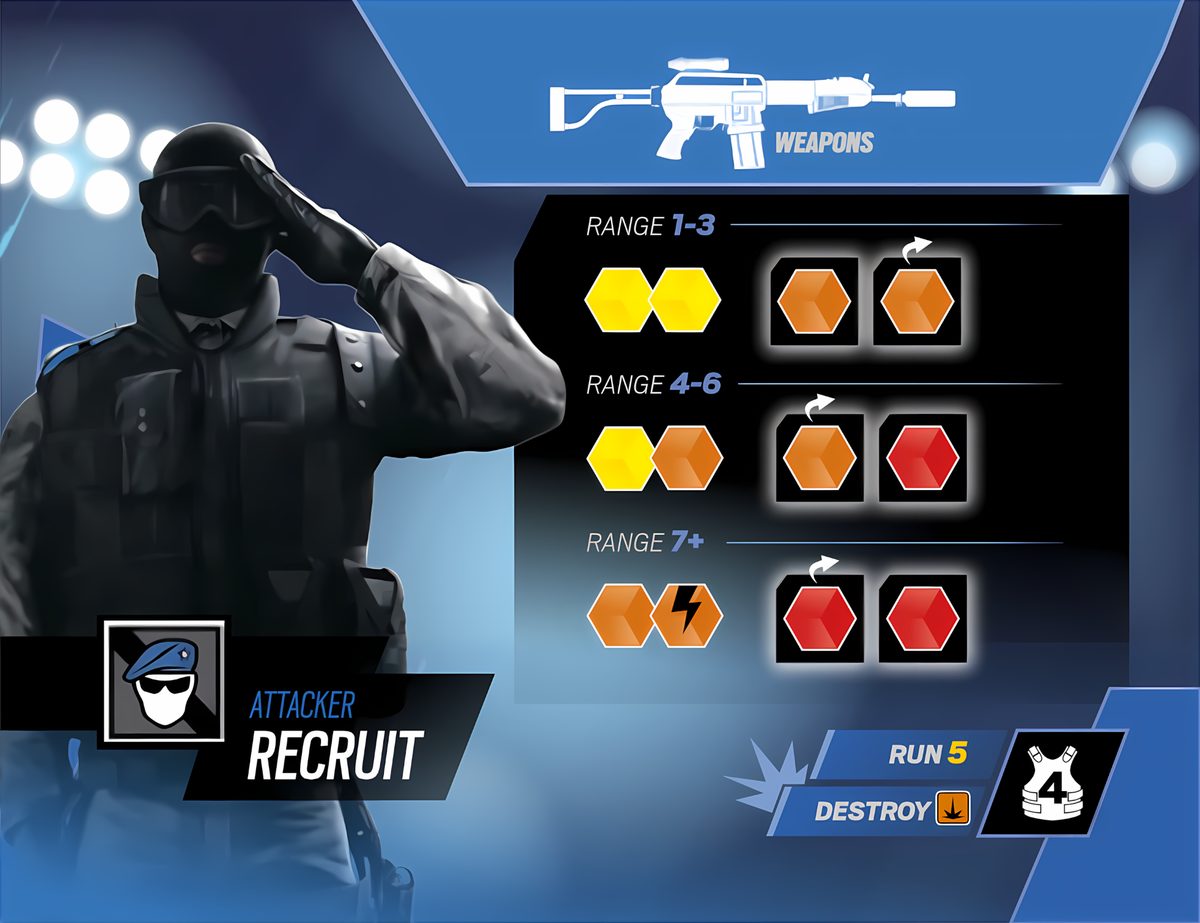 WEAPONS
RANGE 1-3
RANGE 4-6
RANGE 7+
ATTACKER
RECRUIT
RUN 5
DESTROY
4